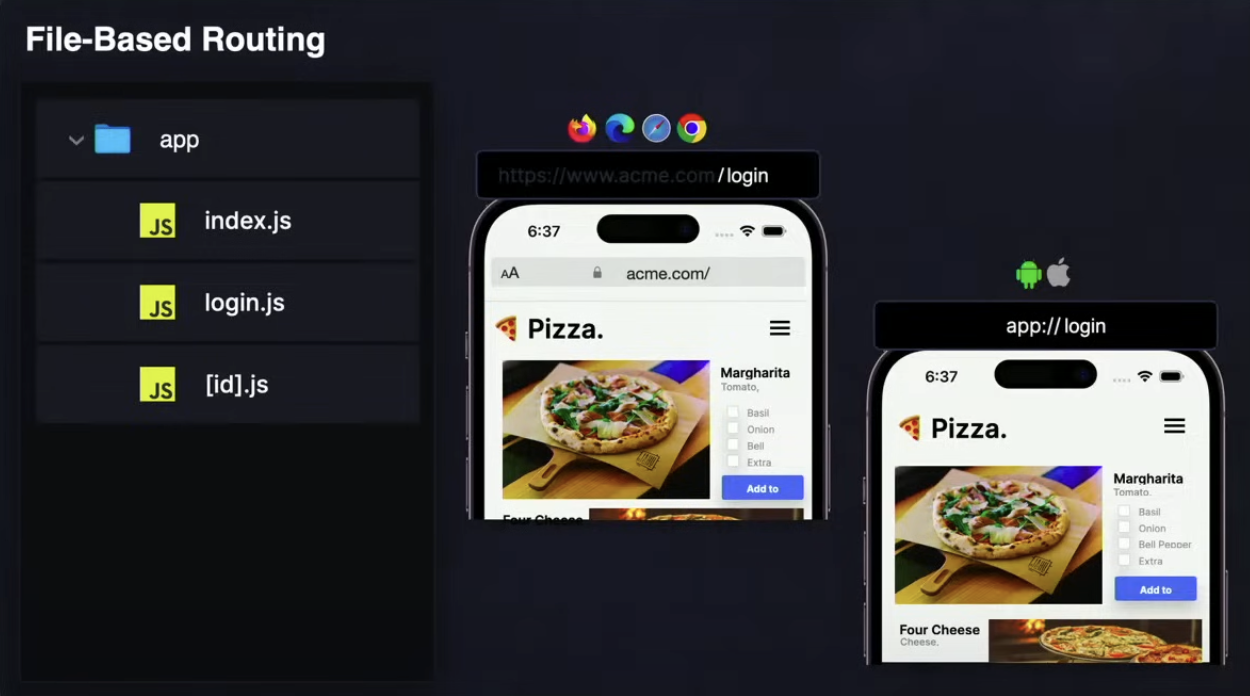 File-Based Routing
app
JS index.js
JS login.js
JS [id].js
https://www.acme.com/login
6:37
AA acme.com/
Pizza.
Margharita
Tomato,
Basil
Onion
Bell
Extra
Add to
Four Cheese
app://login
6:37
Pizza.
Margharita
Tomato.
Basil
Onion
Bell Pepper
Extra
Add to
Four Cheese
Cheese.